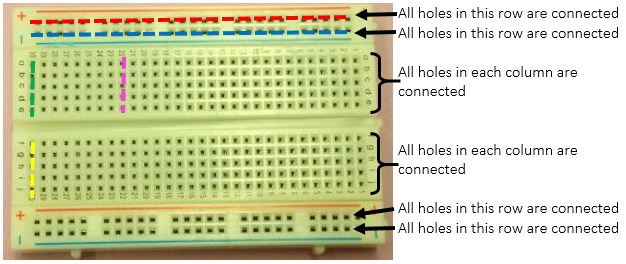 All holes in this row are connected
All holes in this row are connected
+
−
a
b
c
d
e
a
b
c
d
e
All holes in each column are
connected
f
g
h
i
j
g
h
i
j
All holes in each column are
connected
+
−
All holes in this row are connected
All holes in this row are connected